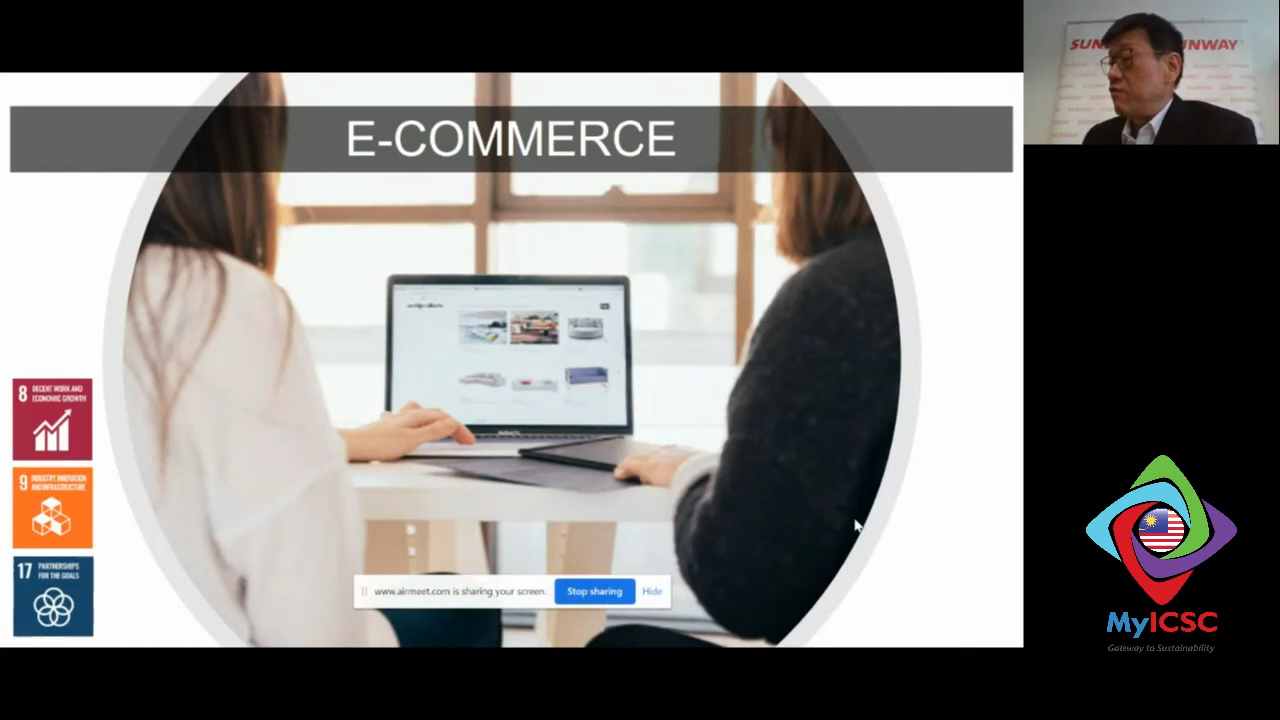 E-COMMERCE
SUNWAY
8 DECENT WORK AND
ECONOMIC GROWTH
9 INDUSTRY, INNOVATION
AND INFRASTRUCTURE
17 PARTNERSHIPS
FOR THE GOALS
www.airmeet.com is sharing your screen.
Stop sharing
Hide
MyICSC
Gateway to Sustainability